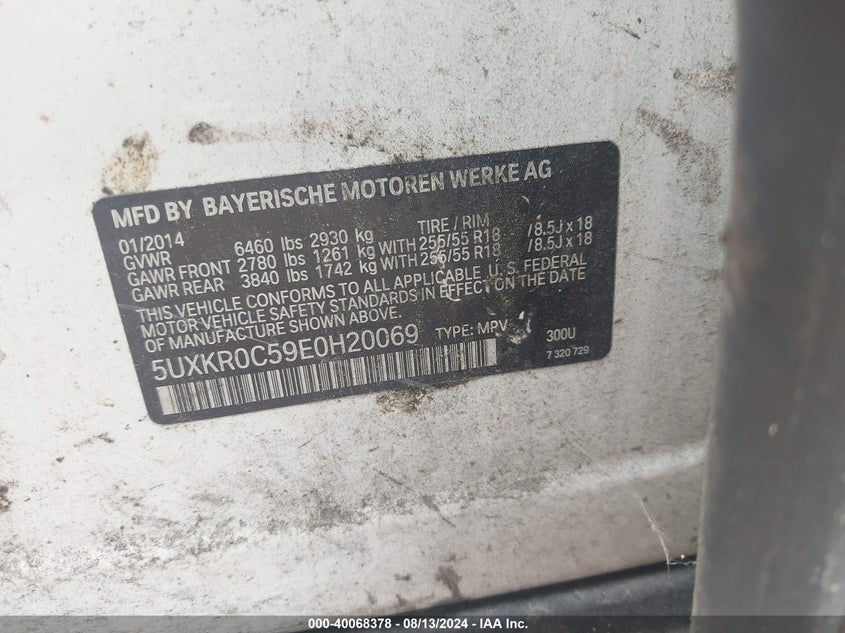 MFD BY BAYERISCHE MOTOREN WERKE AG
01/2014 TIRE / RIM
GVWR 6460 lbs 2930 kg
GAWR FRONT 2780 lbs 1261 kg WITH 255/55 R18 /8.5J x 18
GAWR REAR 3840 lbs 1742 kg WITH 255/55 R18 /8.5J x 18
THIS VEHICLE CONFORMS TO ALL APPLICABLE U. S. FEDERAL
MOTOR VEHICLE SAFETY STANDARDS IN EFFECT ON THE DATE
OF MANUFACTURE SHOWN ABOVE.
5UXKR0C59E0H20069 TYPE: MPV 300U
7 320 729
000-40068378 - 08/13/2024 - IAA Inc.